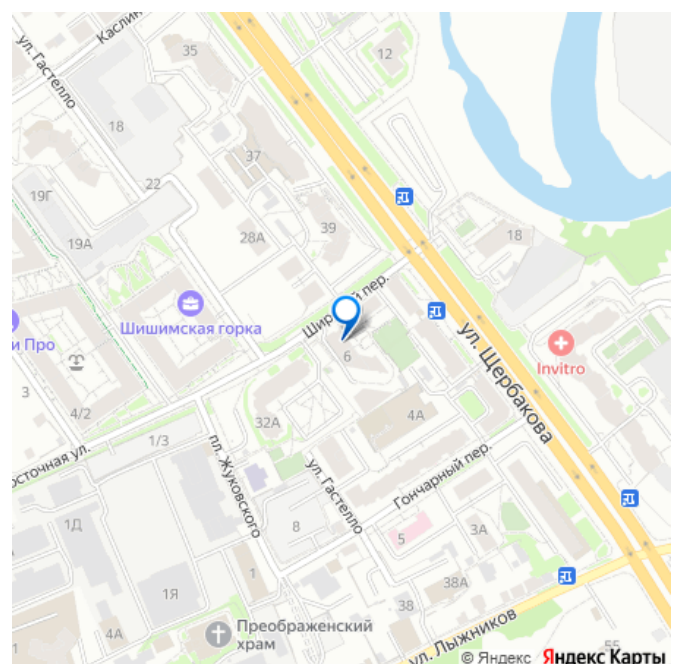 Каслин
35
12
ул. Гастелло
18
37
22
19Г
39
28А
18
19А
Шишимская горка
Широкий пер.
и Про
6
Invitro
3
4/2
ул. Щербакова
32А
4А
1/3
осточная ул.
пл. Жуковского
ул. Гастелло
Гончарный пер.
1Д
8
3А
5
1Я
1
38А
38
4А
Преображенский
храм
1
ул. Лыжников
55
© Яндекс Яндекс Карты